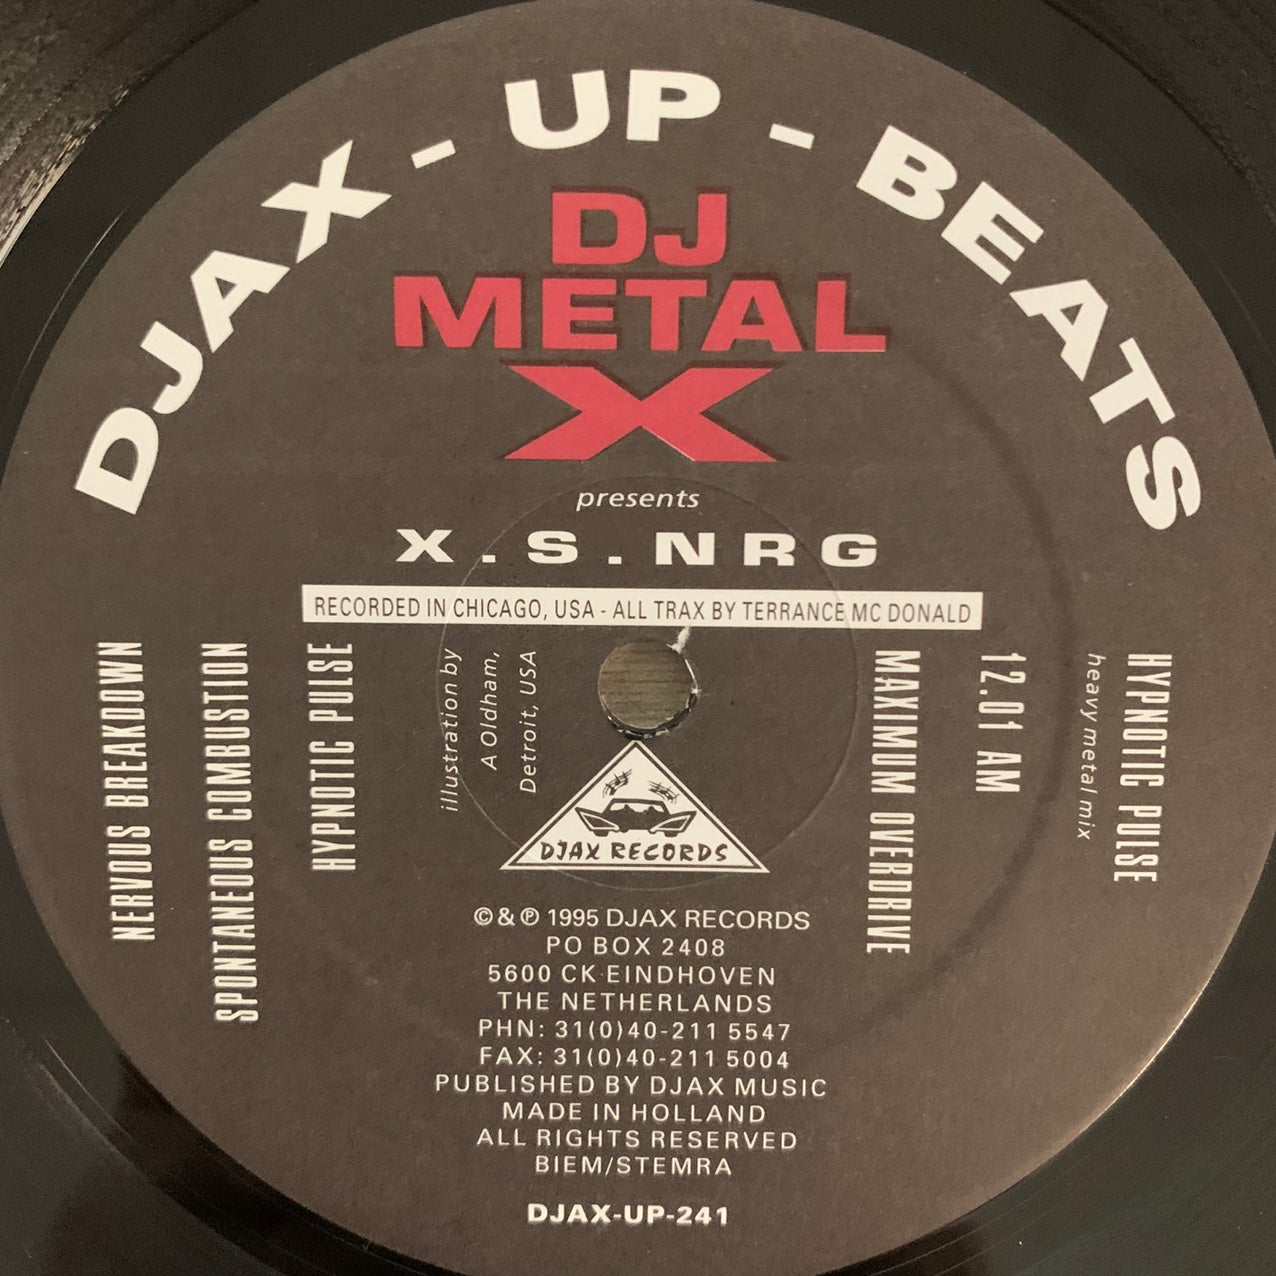 DJAX - UP - BEATS
DJ
METAL
X
presents
X.S.NRG
RECORDED IN CHICAGO, USA - ALL TRAX BY TERRANCE MC DONALD
NERVOUS BREAKDOWN
SPONTANEOUS COMBUSTION
HYPNOTIC PULSE
illustration by
A Oldham,
Detroit, USA
HYPNOTIC PULSE
heavy metal mix
12.01 AM
MAXIMUM OVERDRIVE
DJAX RECORDS
©&℗ 1995 DJAX RECORDS
PO BOX 2408
5600 CK EINDHOVEN
THE NETHERLANDS
PHN: 31(0)40-211 5547
FAX: 31(0)40-211 5004
PUBLISHED BY DJAX MUSIC
MADE IN HOLLAND
ALL RIGHTS RESERVED
BIEM/STEMRA
DJAX-UP-241